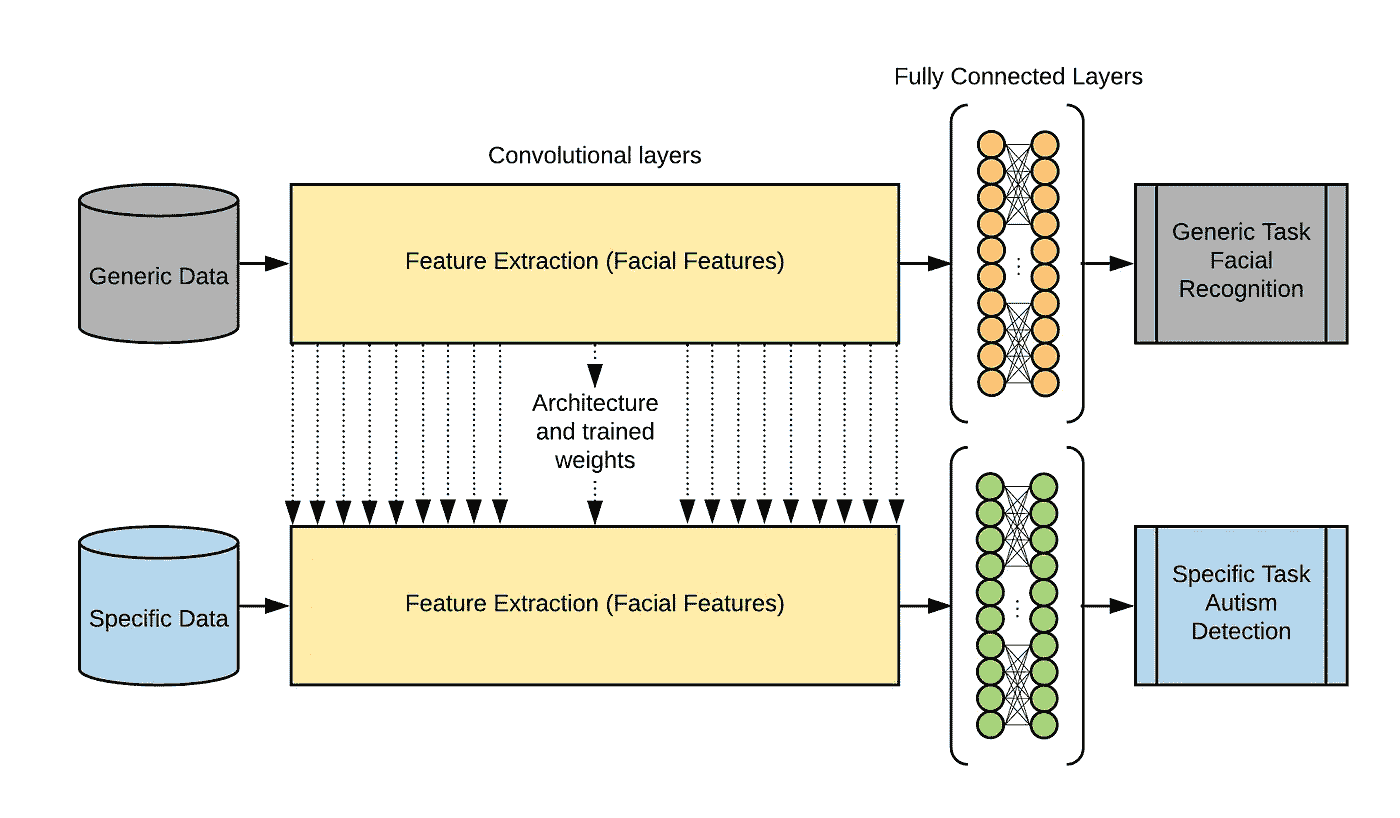 Fully Connected Layers
Convolutional layers
Generic Data
Feature Extraction (Facial Features)
Generic Task
Facial
Recognition
Architecture
and trained
weights
Specific Data
Feature Extraction (Facial Features)
Specific Task
Autism
Detection